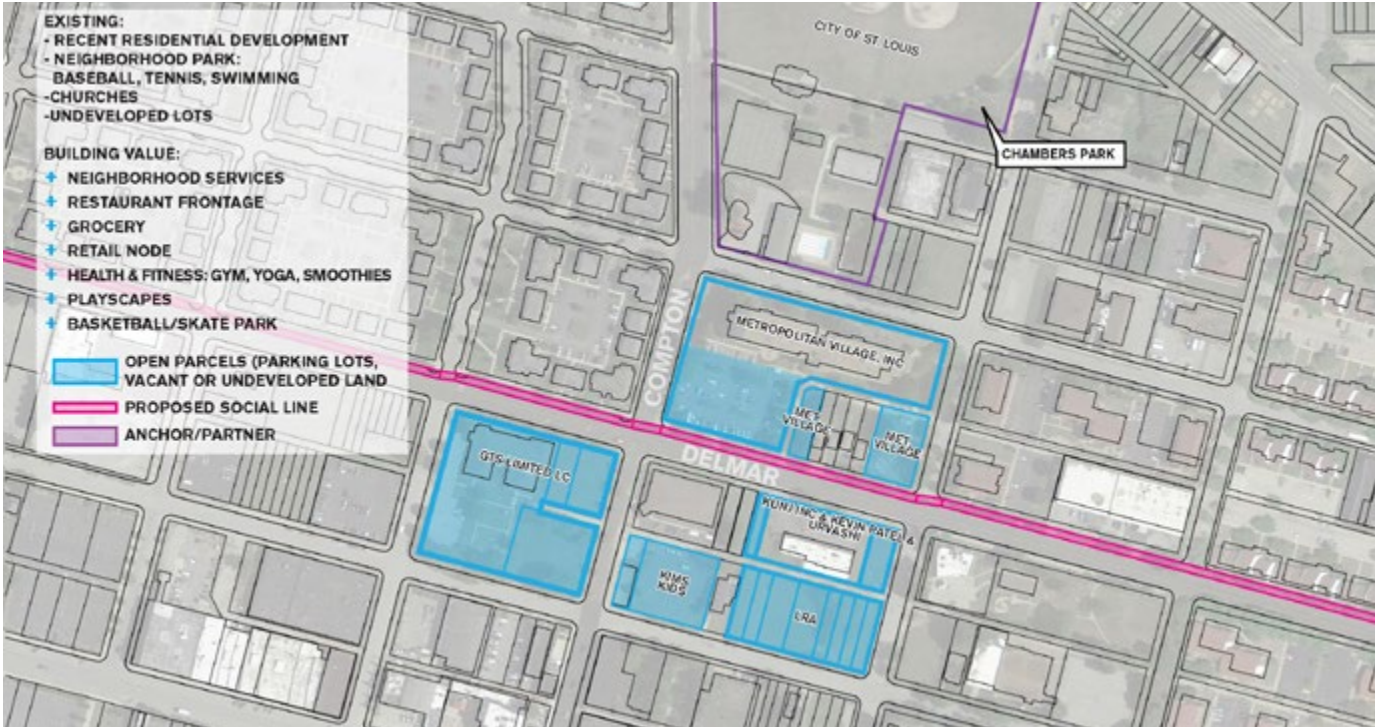 EXISTING:
- RECENT RESIDENTIAL DEVELOPMENT
- NEIGHBORHOOD PARK:
BASEBALL, TENNIS, SWIMMING
-CHURCHES
-UNDEVELOPED LOTS
BUILDING VALUE:
+ NEIGHBORHOOD SERVICES
+ RESTAURANT FRONTAGE
+ GROCERY
+ RETAIL NODE
+ HEALTH & FITNESS: GYM, YOGA, SMOOTHIES
+ PLAYSCAPES
+ BASKETBALL/SKATE PARK
OPEN PARCELS (PARKING LOTS,
VACANT OR UNDEVELOPED LAND
PROPOSED SOCIAL LINE
ANCHOR/PARTNER
CITY OF ST. LOUIS
CHAMBERS PARK
COMPTON
METROPOLITAN VILLAGE, INC
MET
VILLAGE
MET
VILLAGE
DELMAR
GTS LIMITED LC
KUNJ INC & KEVIN PATEL &
URVASHI
KIMS
KIDS
LRA